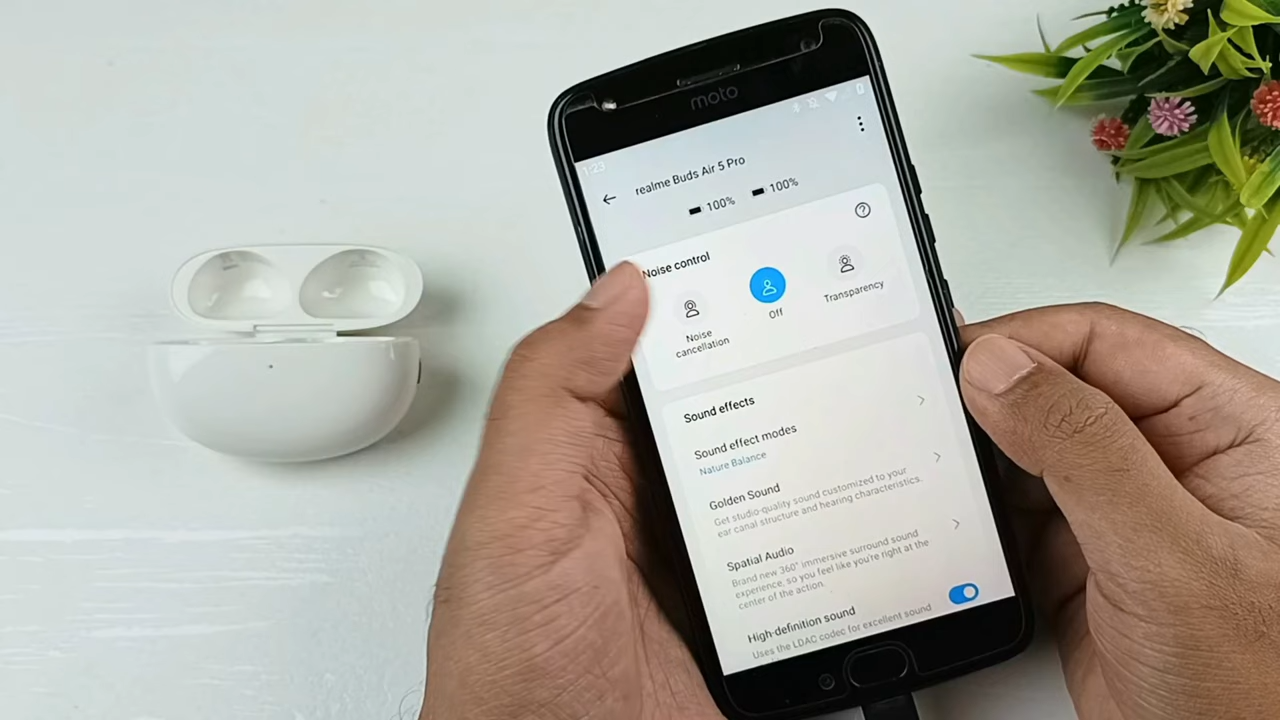 moto
1:23
realme Buds Air 5 Pro
100% 100%
Noise control
Noise
cancellation
Off
Transparency
Sound effects
Sound effect modes
Nature Balance
Golden Sound
Get studio-quality sound customized to your
ear canal structure and hearing characteristics.
Spatial Audio
Brand new 360° immersive surround sound
experience, so you feel like you're right at the
center of the action.
High-definition sound
Uses the LDAC codec for excellent sound